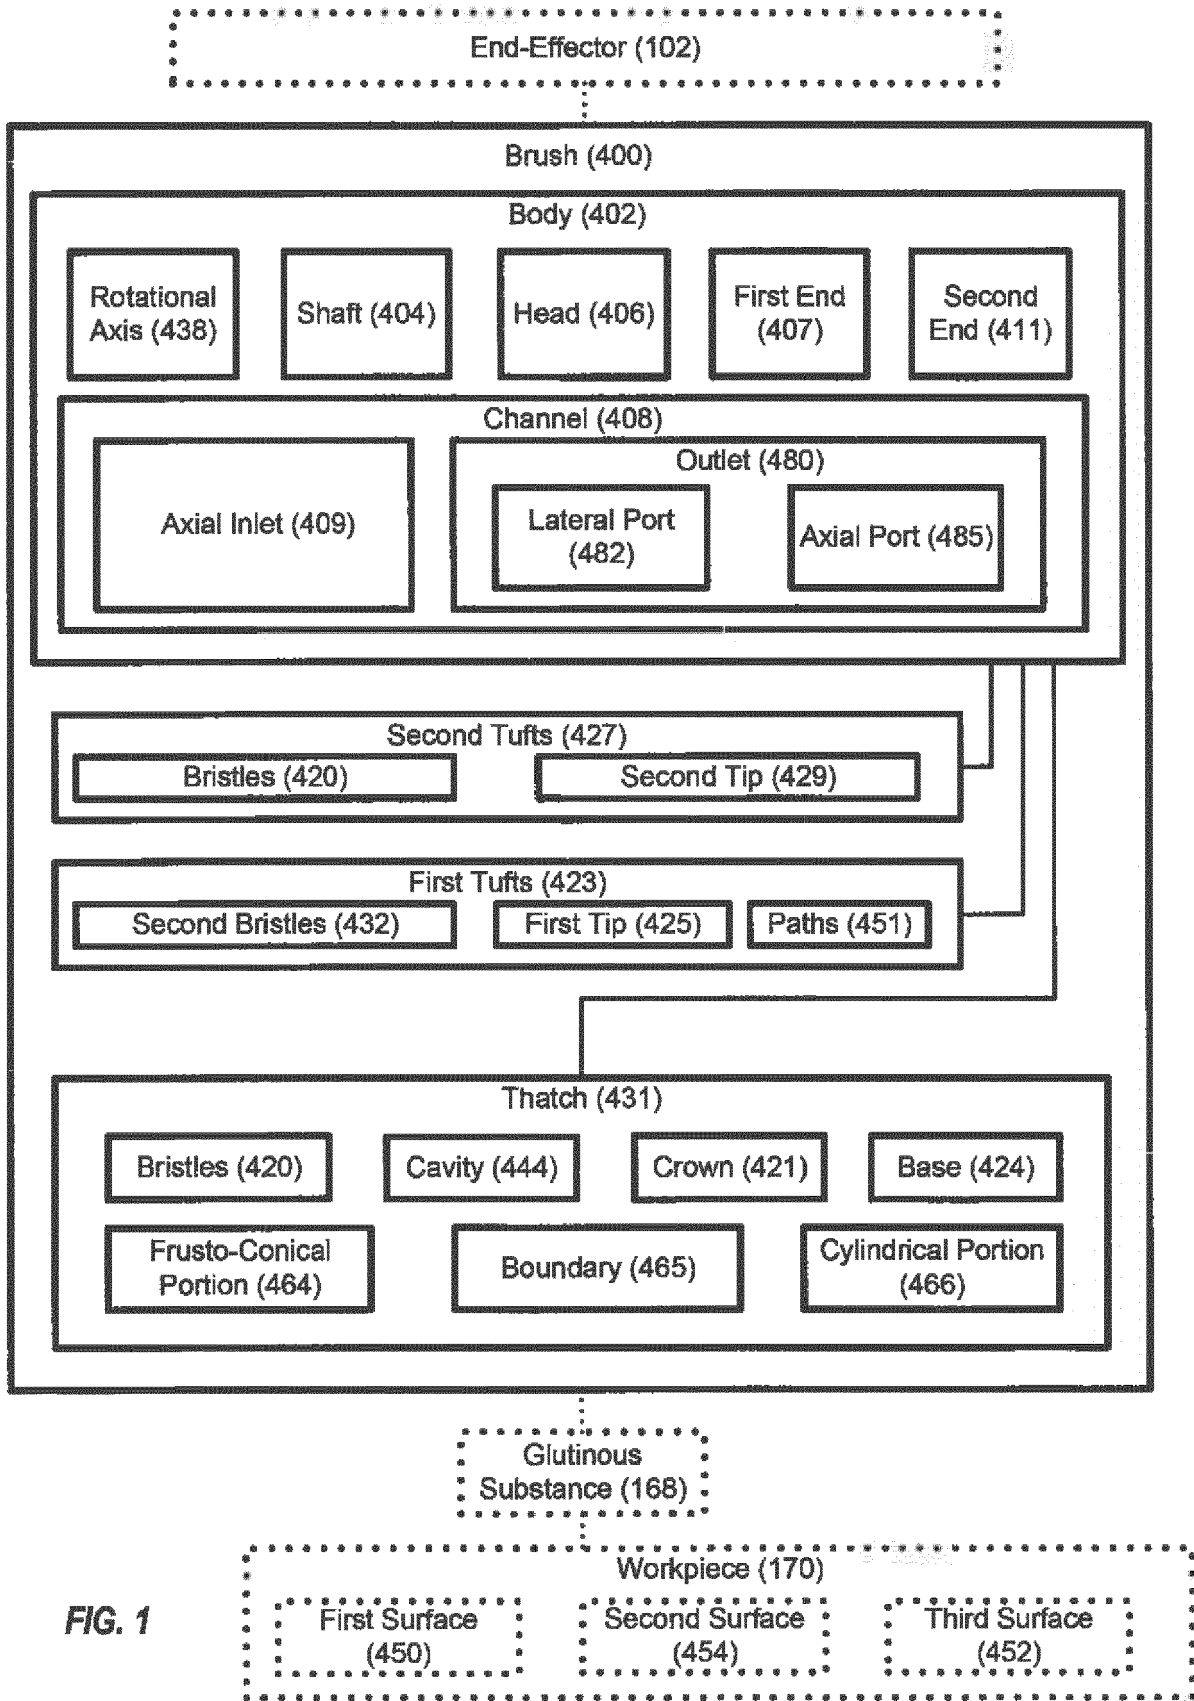 End-Effector (102)
Brush (400)
Body (402)
Rotational
Axis (438)
Shaft (404)
Head (406)
First End
(407)
Second
End (411)
Channel (408)
Axial Inlet (409)
Outlet (480)
Lateral Port
(482)
Axial Port (485)
Second Tufts (427)
Bristles (420)
Second Tip (429)
First Tufts (423)
Second Bristles (432)
First Tip (425)
Paths (451)
Thatch (431)
Bristles (420)
Cavity (444)
Crown (421)
Base (424)
Frusto-Conical
Portion (464)
Boundary (465)
Cylindrical Portion
(466)
Glutinous
Substance (168)
Workpiece (170)
First Surface
(450)
Second Surface
(454)
Third Surface
(452)
FIG. 1